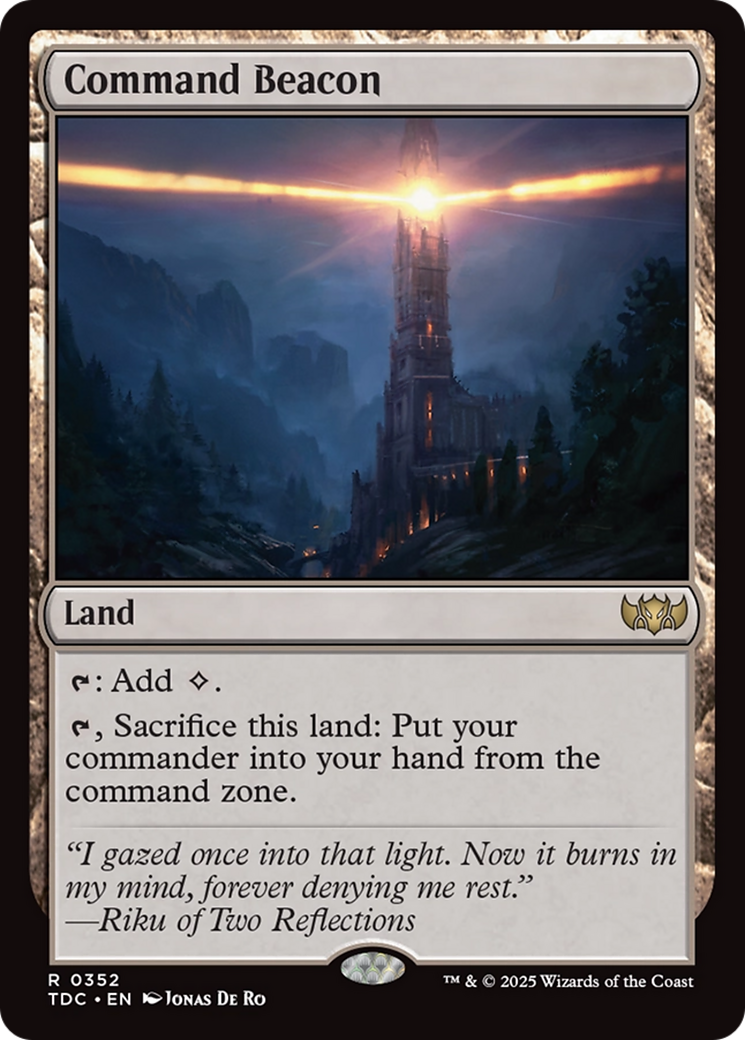 Command Beacon
Land
: Add .
, Sacrifice this land: Put your
commander into your hand from the
command zone.
“I gazed once into that light. Now it burns in
my mind, forever denying me rest.”
—Riku of Two Reflections
R 0352
TDC • EN Jonas De Ro
™ & © 2025 Wizards of the Coast